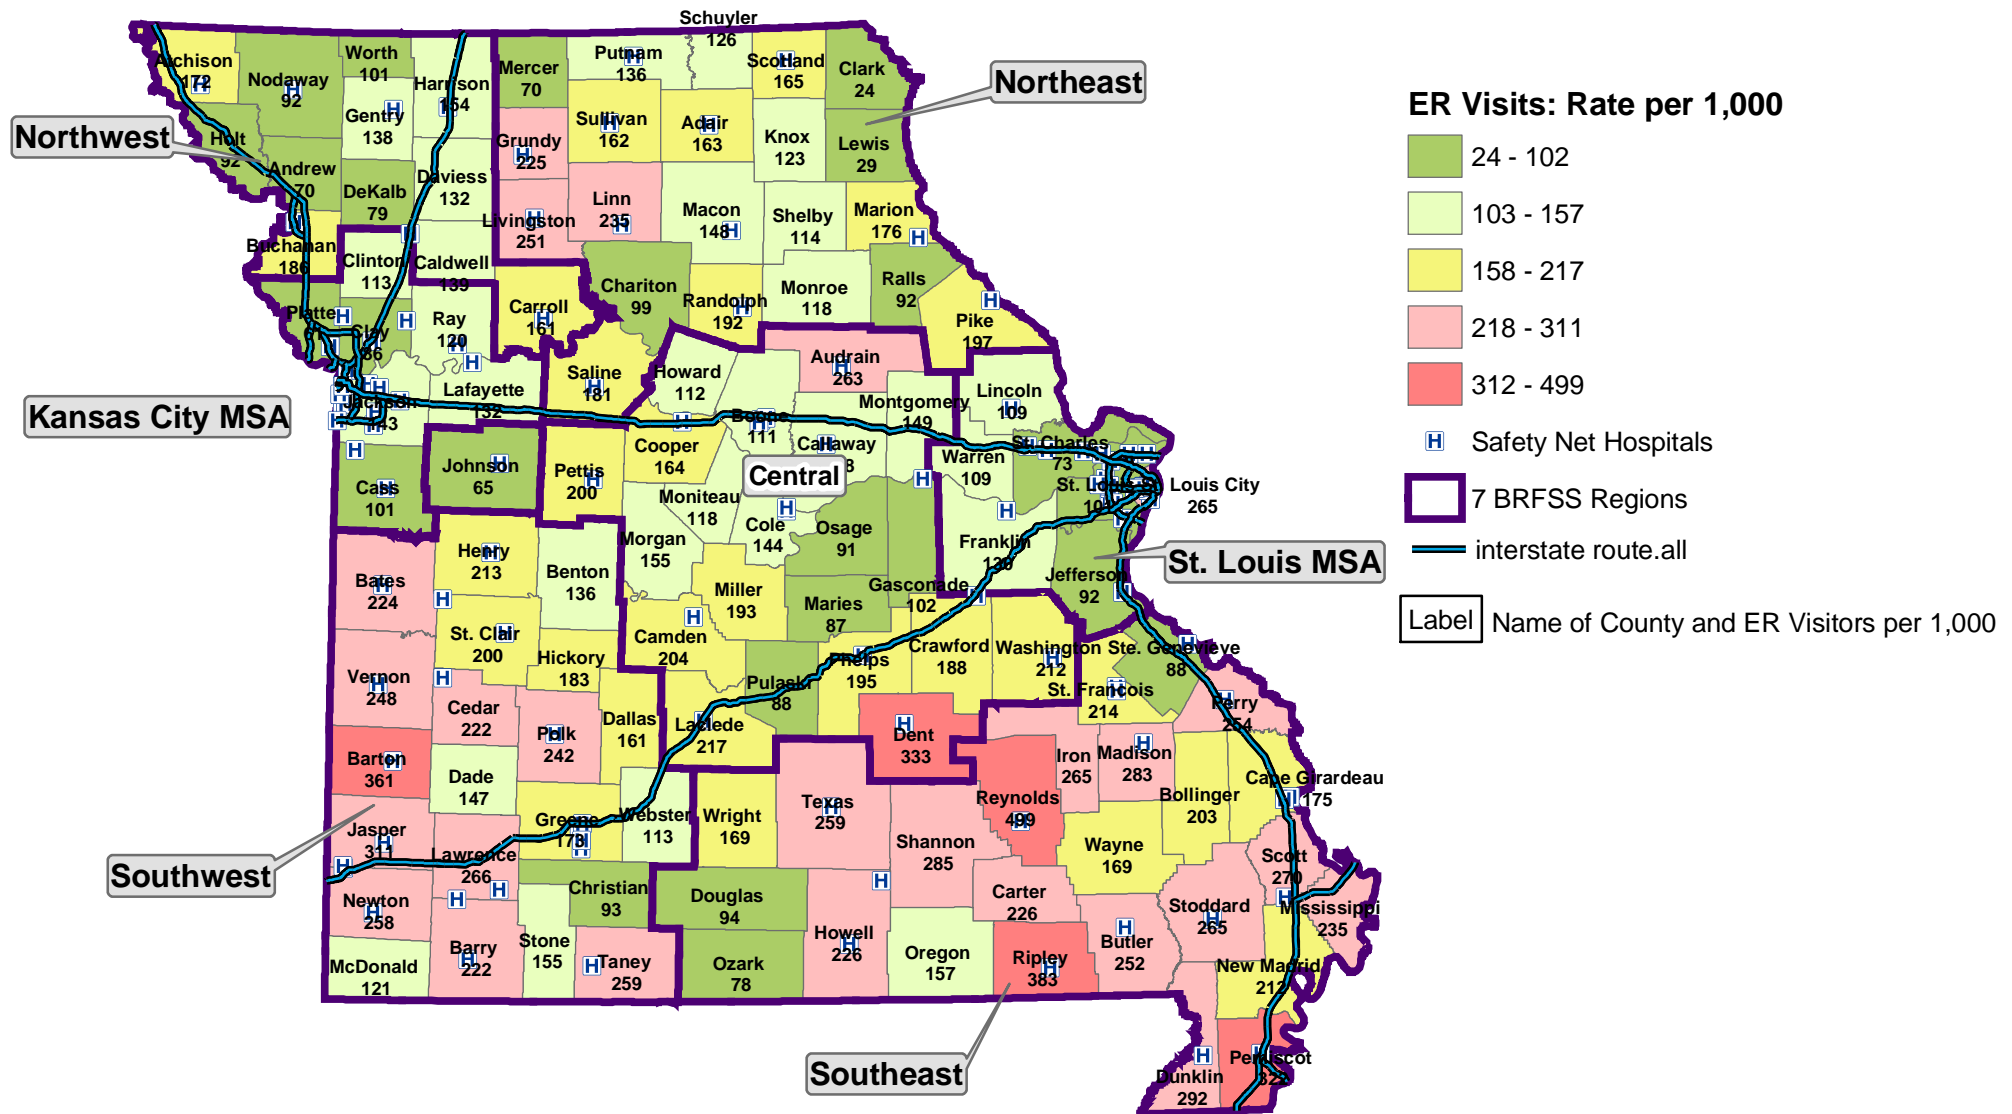 Schuyler
126
Atchison
172
Nodaway
92
Worth
101
Harrison
154
Mercer
70
Putnam
136
Scotland
165
Clark
24
Northeast
ER Visits: Rate per 1,000
24 - 102
103 - 157
158 - 217
218 - 311
312 - 499
Safety Net Hospitals
7 BRFSS Regions
interstate route.all
Label
Name of County and ER Visitors per 1,000
Northwest
Holt
92
Gentry
138
Grundy
225
Sullivan
162
Adair
163
Knox
123
Lewis
29
Andrew
70
DeKalb
79
Daviess
132
Livingston
251
Linn
235
Macon
148
Shelby
114
Marion
176
Buchanan
186
Clinton
113
Caldwell
139
Carroll
161
Chariton
99
Randolph
192
Monroe
118
Ralls
92
Pike
197
Platte
61
Clay
86
Ray
120
Kansas City MSA
Jackson
143
Lafayette
132
Saline
181
Howard
112
Audrain
263
Montgomery
149
Lincoln
109
Boone
111
Callaway
Central
Cooper
164
Warren
109
St. Charles
73
St. Louis
St. Louis City
265
Cass
101
Johnson
65
Pettis
200
Moniteau
118
Cole
144
Osage
91
Franklin
130
Jefferson
92
St. Louis MSA
Bates
224
Henry
213
Benton
136
Morgan
155
Miller
193
Maries
87
Gasconade
102
St. Clair
200
Hickory
183
Camden
204
Pulaski
88
Phelps
195
Crawford
188
Washington
212
Ste. Genevieve
88
St. Francois
214
Perry
254
Vernon
248
Cedar
222
Polk
242
Dallas
161
Laclede
217
Dent
333
Iron
265
Madison
283
Barton
361
Dade
147
Greene
173
Webster
113
Wright
169
Texas
259
Shannon
285
Reynolds
499
Wayne
169
Bollinger
203
Cape Girardeau
175
Southwest
Jasper
311
Lawrence
266
Christian
93
Douglas
94
Carter
226
Scott
270
Stoddard
265
Mississippi
235
Newton
258
McDonald
121
Barry
222
Stone
155
Taney
259
Ozark
78
Howell
226
Oregon
157
Ripley
383
Butler
252
New Madrid
212
Southeast
Dunklin
292
Pemiscot